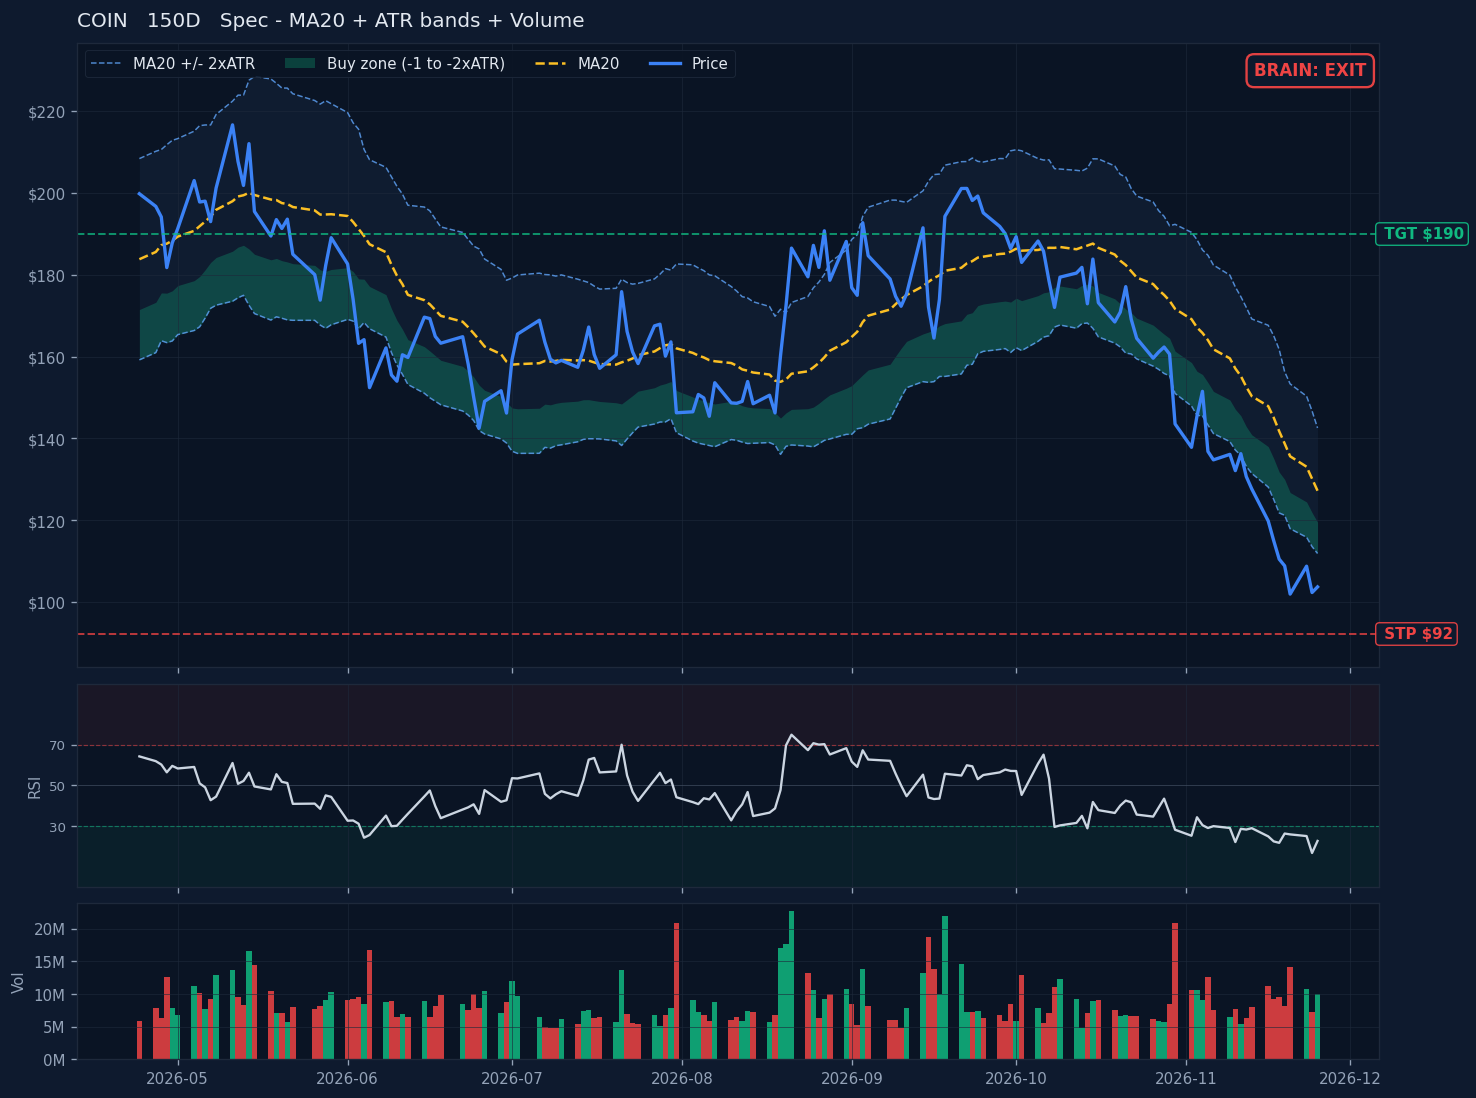 COIN   150D   Spec - MA20 + ATR bands + Volume
MA20 +/- 2xATR
Buy zone (-1 to -2xATR)
MA20
Price
BRAIN: EXIT
$220
$200
$180
$160
$140
$120
$100
TGT $190
STP $92
RSI
70
50
30
Vol
20M
15M
10M
5M
0M
2026-05
2026-06
2026-07
2026-08
2026-09
2026-10
2026-11
2026-12